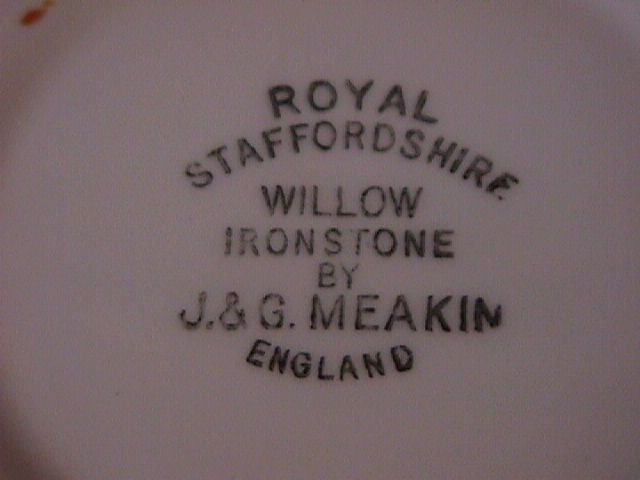 ROYAL
STAFFORDSHIRE
WILLOW
IRONSTONE
BY
J.&G. MEAKIN
ENGLAND